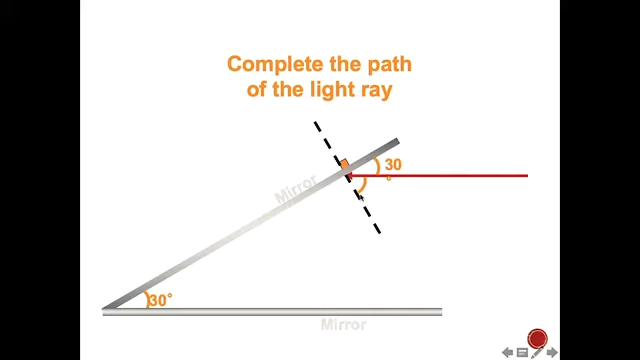 Complete the path
of the light ray
Mirror
30
°
30°
Mirror